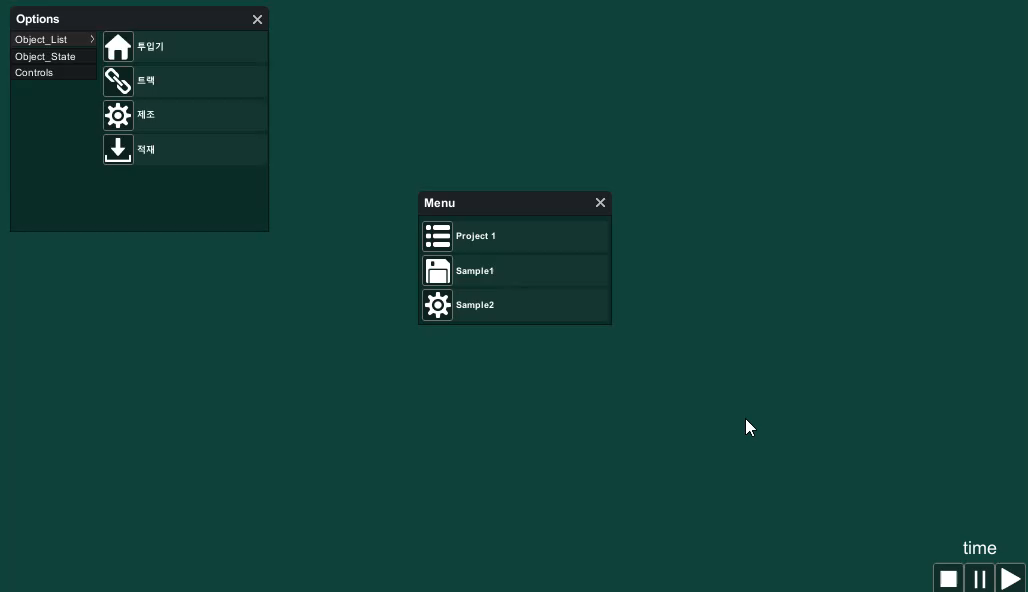 Options
Object_List
Object_State
Controls
투입기
트랙
제조
적재
Menu
Project 1
Sample1
Sample2
time